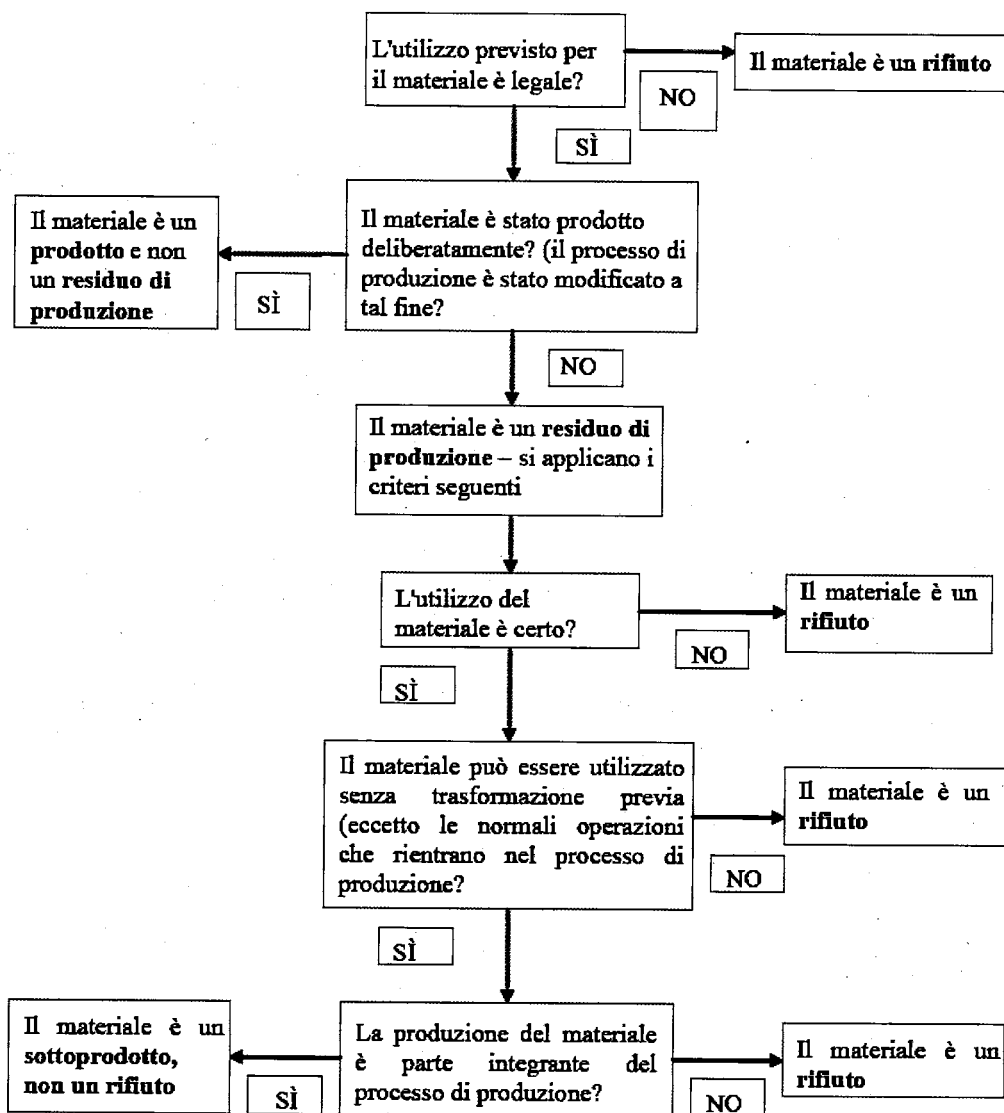 L'utilizzo previsto per
il materiale è legale?
Il materiale è un rifiuto
NO
SÌ
Il materiale è un
prodotto e non
un residuo di
produzione
SÌ
Il materiale è stato prodotto
deliberatamente? (il processo di
produzione è stato modificato a
tal fine?
NO
Il materiale è un residuo di
produzione – si applicano i
criteri seguenti
L'utilizzo del
materiale è certo?
Il materiale è un
rifiuto
NO
SÌ
Il materiale può essere utilizzato
senza trasformazione previa
(eccetto le normali operazioni
che rientrano nel processo di
produzione?
Il materiale è un
rifiuto
NO
SÌ
Il materiale è un
sottoprodotto,
non un rifiuto
SÌ
La produzione del materiale
è parte integrante del
processo di produzione?
Il materiale è un
rifiuto
NO